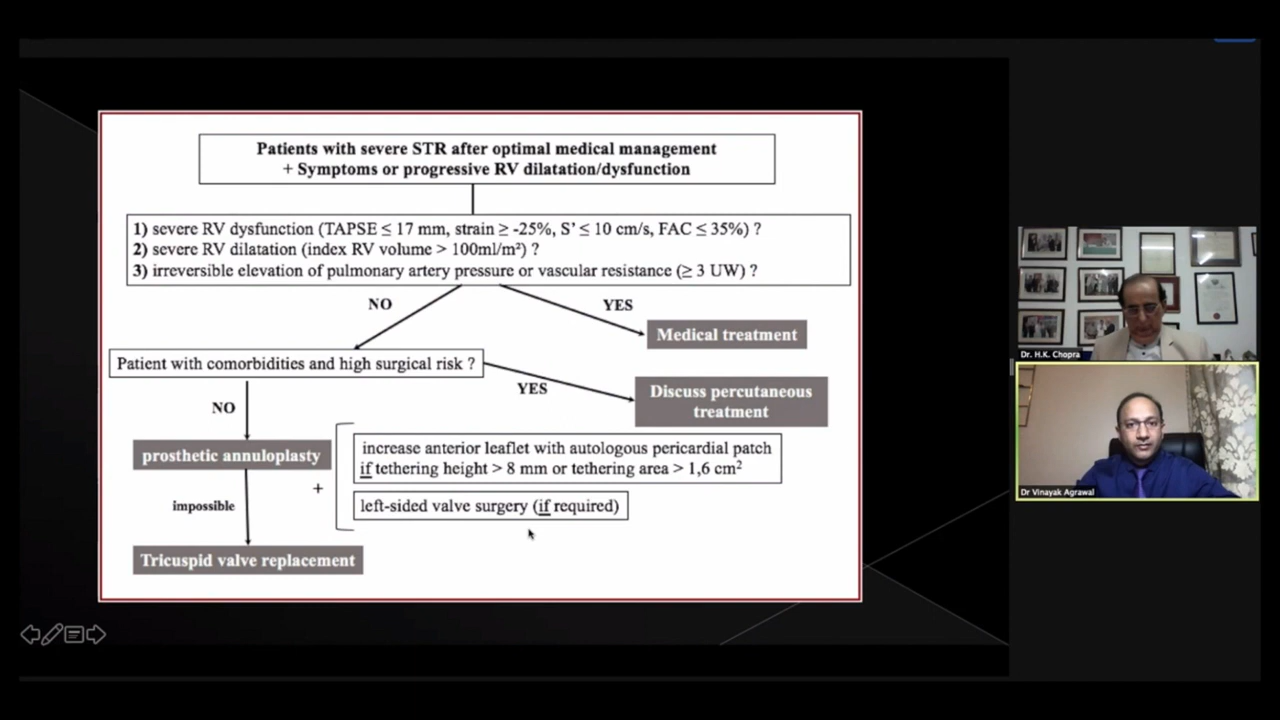 Patients with severe STR after optimal medical management
+ Symptoms or progressive RV dilatation/dysfunction
1) severe RV dysfunction (TAPSE ≤ 17 mm, strain ≥ -25%, S’ ≤ 10 cm/s, FAC ≤ 35%) ?
2) severe RV dilatation (index RV volume > 100ml/m²) ?
3) irreversible elevation of pulmonary artery pressure or vascular resistance (≥ 3 UW) ?
NO
YES
Medical treatment
Patient with comorbidities and high surgical risk ?
YES
Discuss percutaneous
treatment
NO
prosthetic annuloplasty
+
increase anterior leaflet with autologous pericardial patch
if tethering height > 8 mm or tethering area > 1,6 cm²
left-sided valve surgery (if required)
impossible
Tricuspid valve replacement
Dr. H.K. Chopra
Dr Vinayak Agrawal